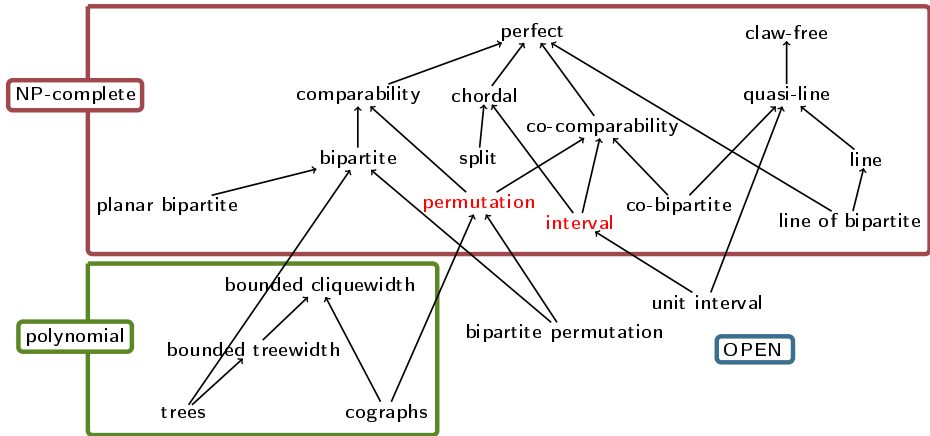 perfect
claw-free
NP-complete
comparability
chordal
quasi-line
co-comparability
bipartite
split
line
planar bipartite
permutation
interval
co-bipartite
line of bipartite
bounded cliquewidth
unit interval
polynomial
bipartite permutation
bounded treewidth
OPEN
trees
cographs